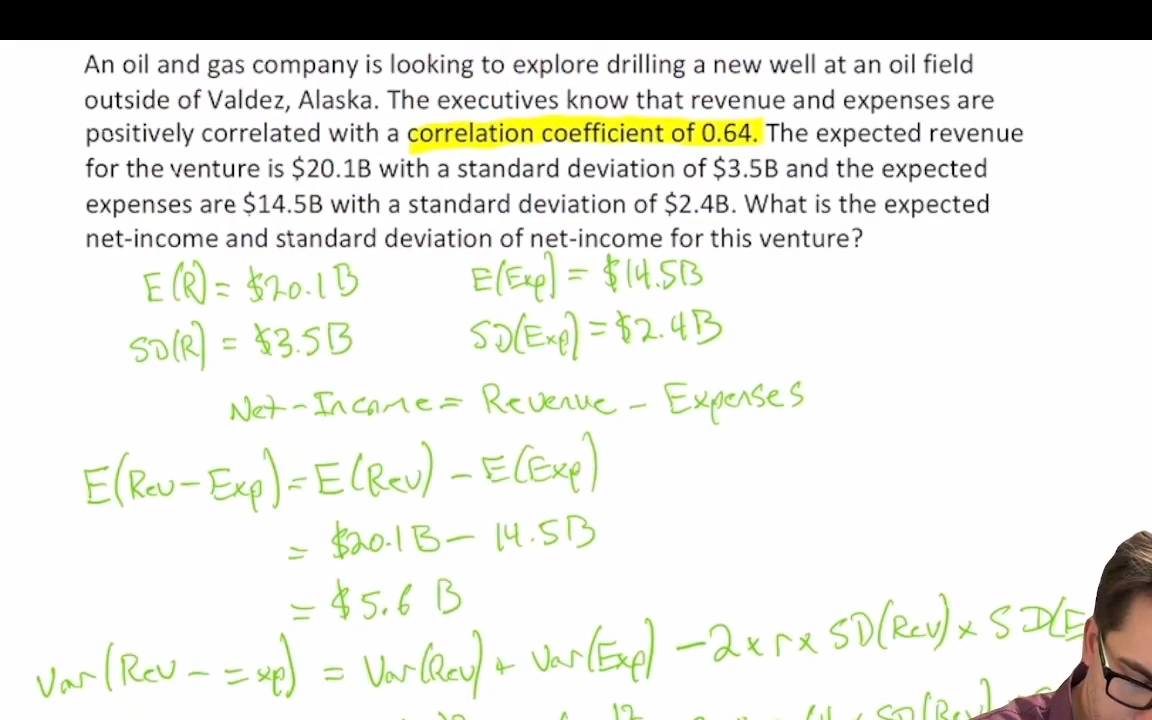 An oil and gas company is looking to explore drilling a new well at an oil field
outside of Valdez, Alaska. The executives know that revenue and expenses are
positively correlated with a correlation coefficient of 0.64. The expected revenue
for the venture is $20.1B with a standard deviation of $3.5B and the expected
expenses are $14.5B with a standard deviation of $2.4B. What is the expected
net-income and standard deviation of net-income for this venture?
E(R) = $20.1B E(Exp) = $14.5B
SD(R) = $3.5B SD(Exp) = $2.4B
Net-Income = Revenue - Expenses
E(Rev - Exp) = E(Rev) - E(Exp)
= $20.1B - 14.5B
= $5.6 B
Var(Rev - Exp) = Var(Rev) + Var(Exp) - 2 x r x SD(Rev) x SD(E
SD(Rev)